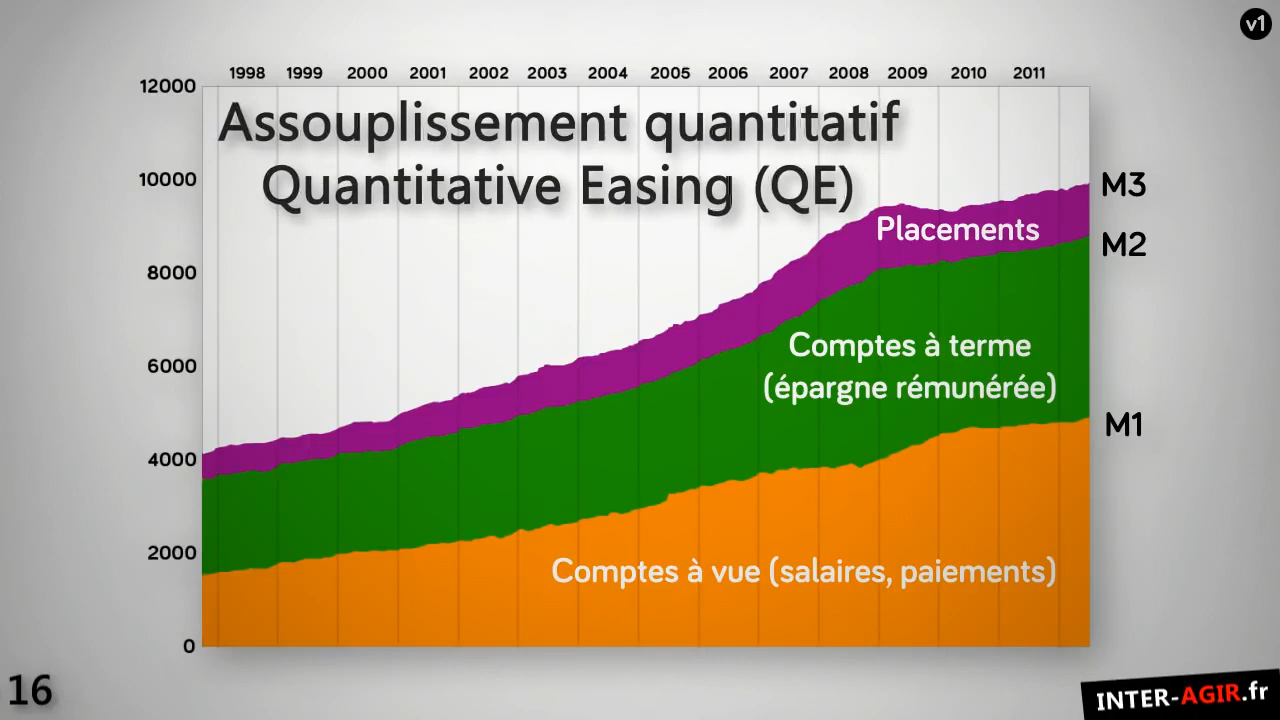 v1
1998 1999 2000 2001 2002 2003 2004 2005 2006 2007 2008 2009 2010 2011
12000
Assouplissement quantitatif
Quantitative Easing (QE)
10000
M3
Placements
M2
8000
6000
Comptes à terme
(épargne rémunérée)
M1
4000
2000
Comptes à vue (salaires, paiements)
0
16
INTER-AGIR.fr